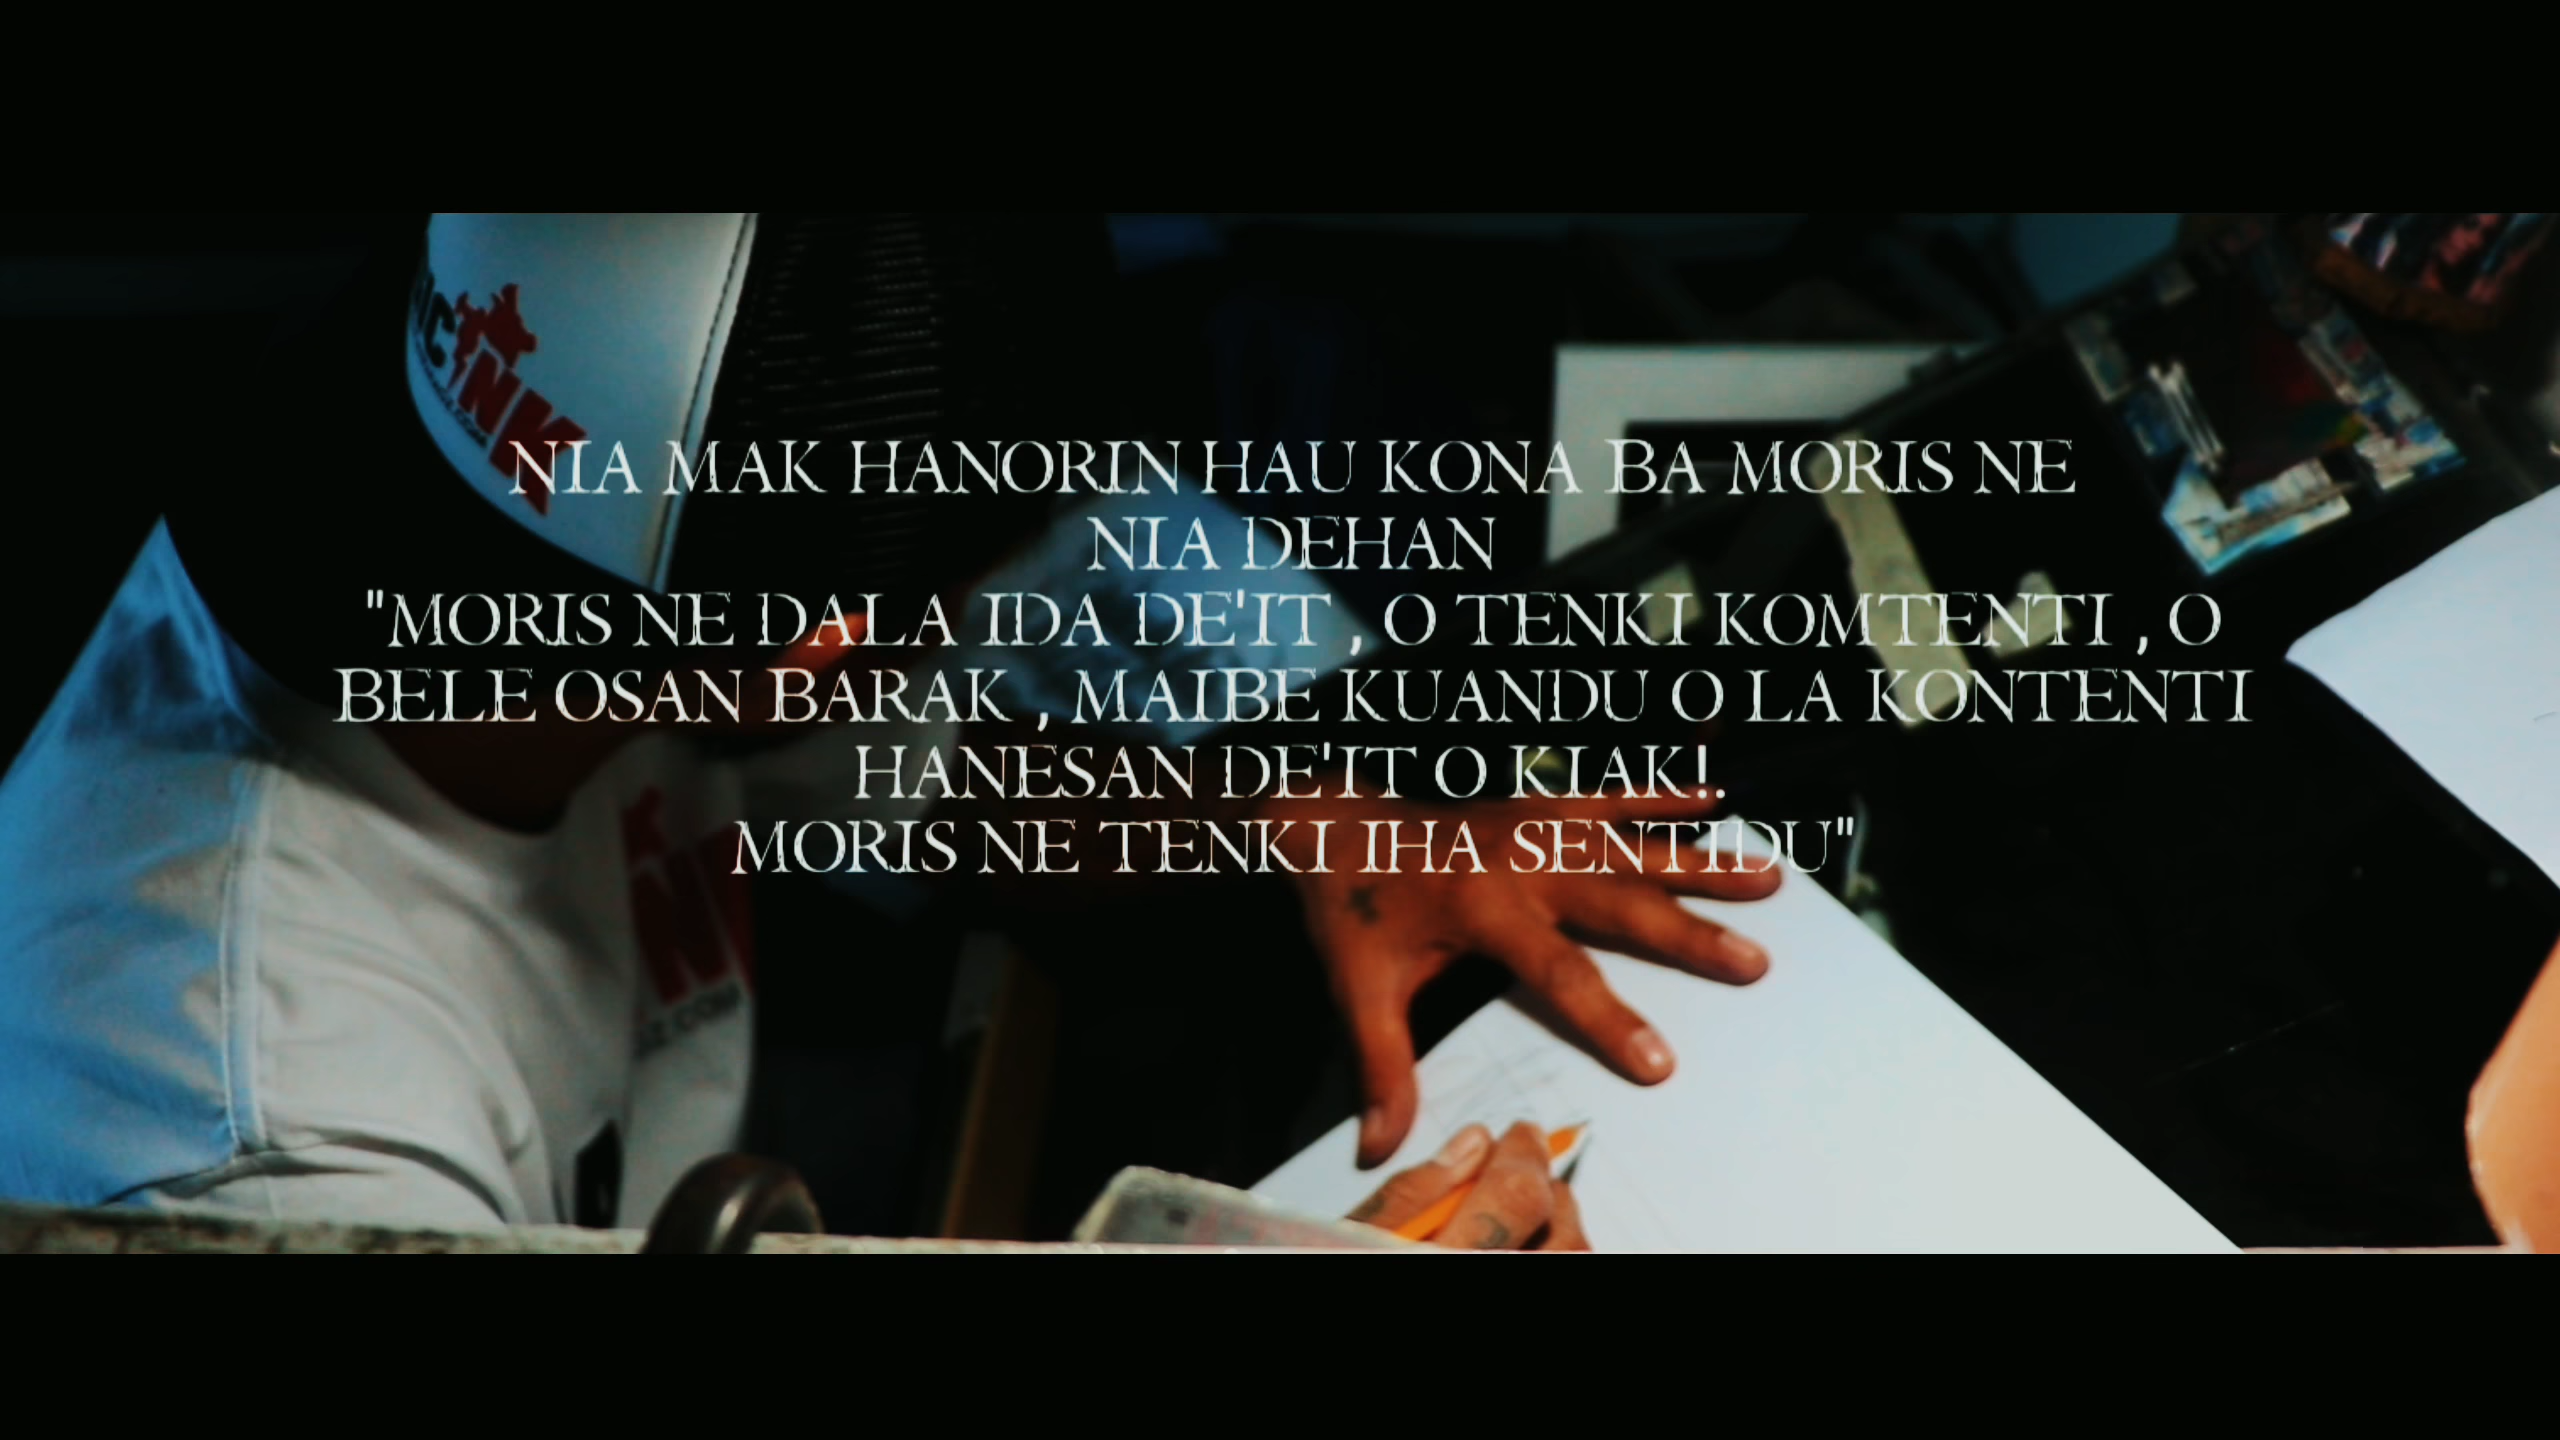 NIA MAK HANORIN HAU KONA BA MORIS NE
NIA DEHAN
"MORIS NE DALA IDA DE'IT , O TENKI KOMTENTI , O
BELE OSAN BARAK , MAIBE KUANDU O LA KONTENTI
HANESAN DE'IT O KIAK!.
MORIS NE TENKI IHA SENTIDU"